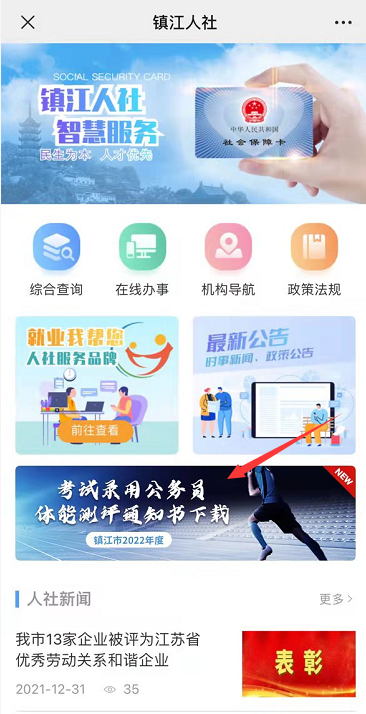 镇江人社
SOCIAL SECURITY CARD
镇江人社
智慧服务
民生为本 人才优先
中华人民共和国
社会保障卡
综合查询
在线办事
机构导航
政策法规
就业我帮您
人社服务品牌
前往查看
最新公告
时事新闻、政策公告
NEW
考试录用公务员
体能测评通知书下载
镇江市2022年度
人社新闻
更多
我市13家企业被评为江苏省
优秀劳动关系和谐企业
2021-12-31
35
表彰